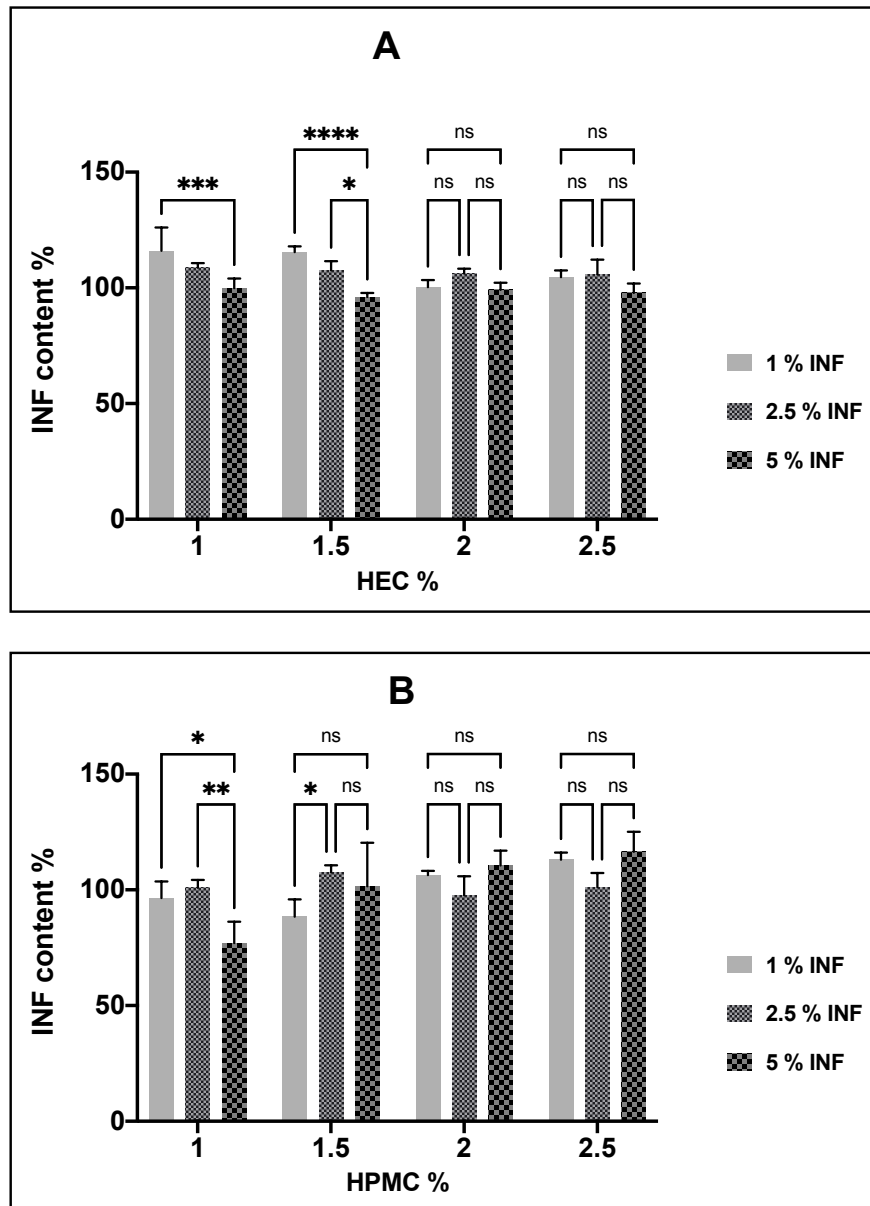 A
INF content %
150
100
50
0
***
****
*
ns
ns
ns
ns
ns
ns
1
1.5
2
2.5
HEC %
1 % INF
2.5 % INF
5 % INF
B
INF content %
150
100
50
0
*
**
ns
*
ns
ns
ns
ns
ns
ns
ns
1
1.5
2
2.5
HPMC %
1 % INF
2.5 % INF
5 % INF